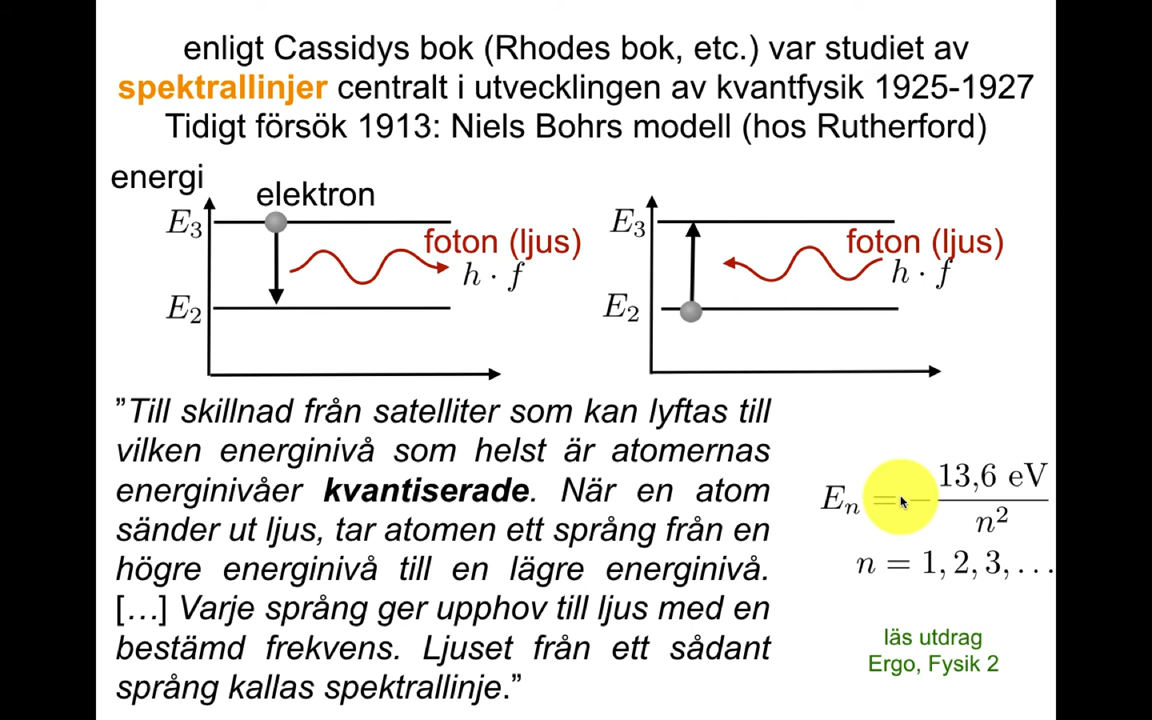 enligt Cassidys bok (Rhodes bok, etc.) var studiet av
spektrallinjer centralt i utvecklingen av kvantfysik 1925-1927
Tidigt försök 1913: Niels Bohrs modell (hos Rutherford)
energi
elektron
E₃
foton (ljus)
h · f
E₂
E₃
foton (ljus)
h · f
E₂
”Till skillnad från satelliter som kan lyftas till
vilken energinivå som helst är atomernas
energinivåer kvantiserade. När en atom
sänder ut ljus, tar atomen ett språng från en
högre energinivå till en lägre energinivå.
[…] Varje språng ger upphov till ljus med en
bestämd frekvens. Ljuset från ett sådant
språng kallas spektrallinje.”
Eₙ = − 13,6 eV / n²
n = 1, 2, 3, . . .
läs utdrag
Ergo, Fysik 2